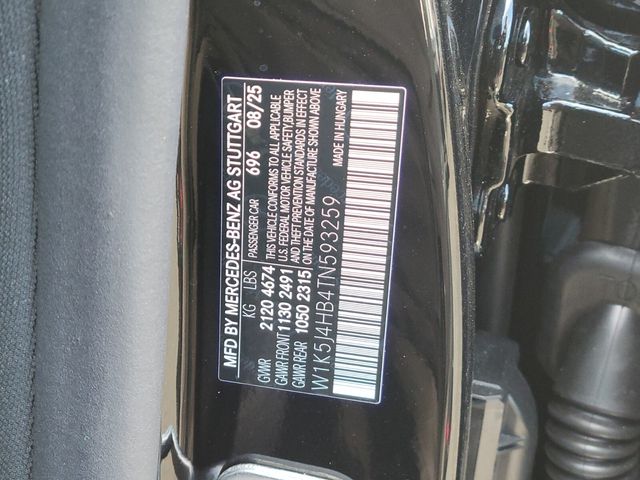 MFD BY MERCEDES-BENZ AG STUTTGART
KG LBS PASSENGER CAR 696 08/25
GVWR 2120 4674 THIS VEHICLE CONFORMS TO ALL APPLICABLE
GAWR FRONT 1130 2491 U.S. FEDERAL MOTOR VEHICLE SAFETY,BUMPER
GAWR REAR 1050 2315 AND THEFT PREVENTION STANDARDS IN EFFECT
ON THE DATE OF MANUFACTURE SHOWN ABOVE
W1K5J4HB4TN593259 MADE IN HUNGARY